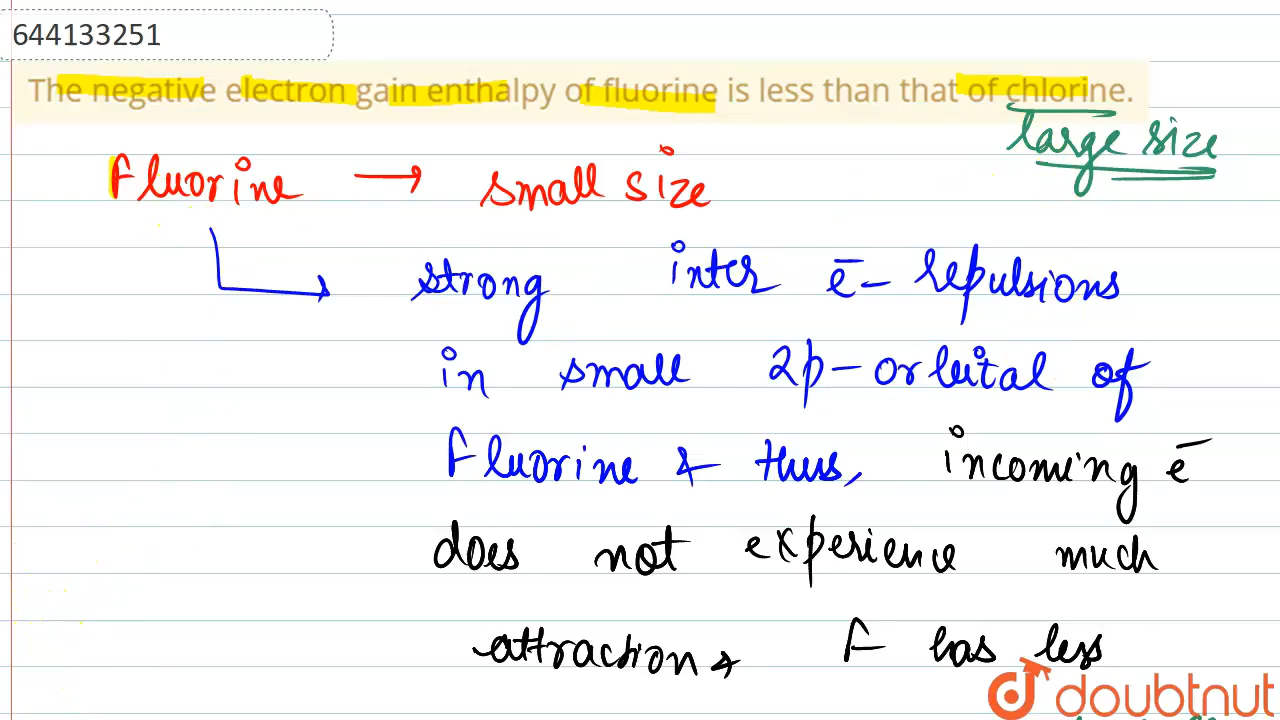 644133251
The negative electron gain enthalpy of fluorine is less than that of chlorine.
large size
Fluorine → small size
strong inter e⁻ - repulsions
in small 2p - orbital of
Fluorine & thus, incoming e⁻
does not experience much
attraction & F has less
doubtnut